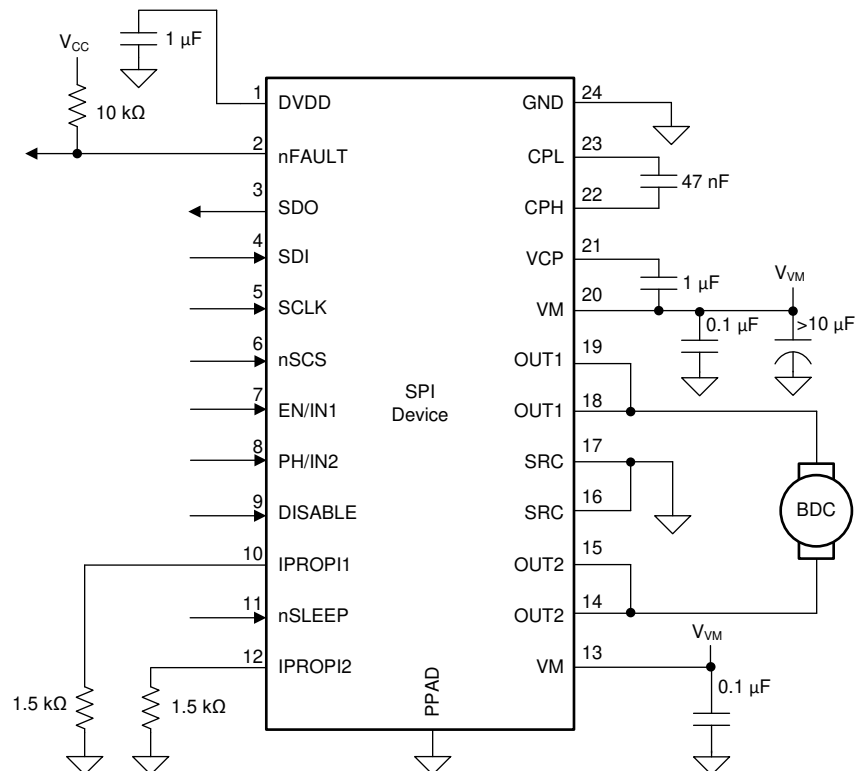 VCC
1 µF
10 kΩ
1 DVDD
2 nFAULT
3 SDO
4 SDI
5 SCLK
6 nSCS
7 EN/IN1
8 PH/IN2
9 DISABLE
10 IPROPI1
11 nSLEEP
12 IPROPI2
1.5 kΩ
1.5 kΩ
SPI
Device
PPAD
GND 24
CPL 23
47 nF
CPH 22
VCP 21
1 µF
VVM
VM 20
0.1 µF
>10 µF
OUT1 19
OUT1 18
SRC 17
SRC 16
BDC
OUT2 15
OUT2 14
VVM
VM 13
0.1 µF